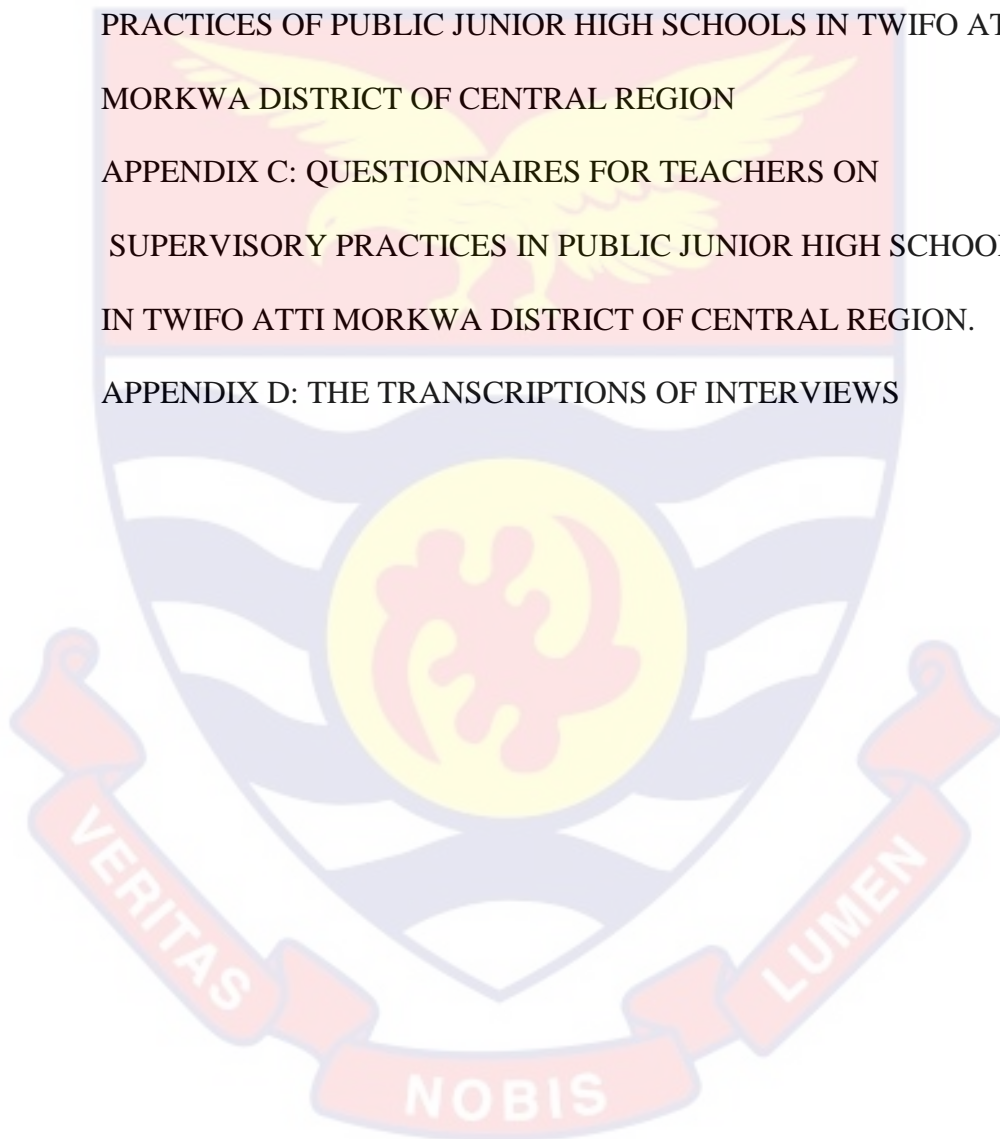 PRACTICES OF PUBLIC JUNIOR HIGH SCHOOLS IN TWIFO
MORKWA DISTRICT OF CENTRAL REGION
APPENDIX C: QUESTIONNAIRES FOR TEACHERS ON
SUPERVISORY PRACTICES IN PUBLIC JUNIOR HIGH
IN TWIFO ATTI MORKWA DISTRICT OF CENTRAL REGION.
APPENDIX D: THE TRANSCRIPTIONS OF INTERVIEWS
VERITAS
NOBIS
LUMEN